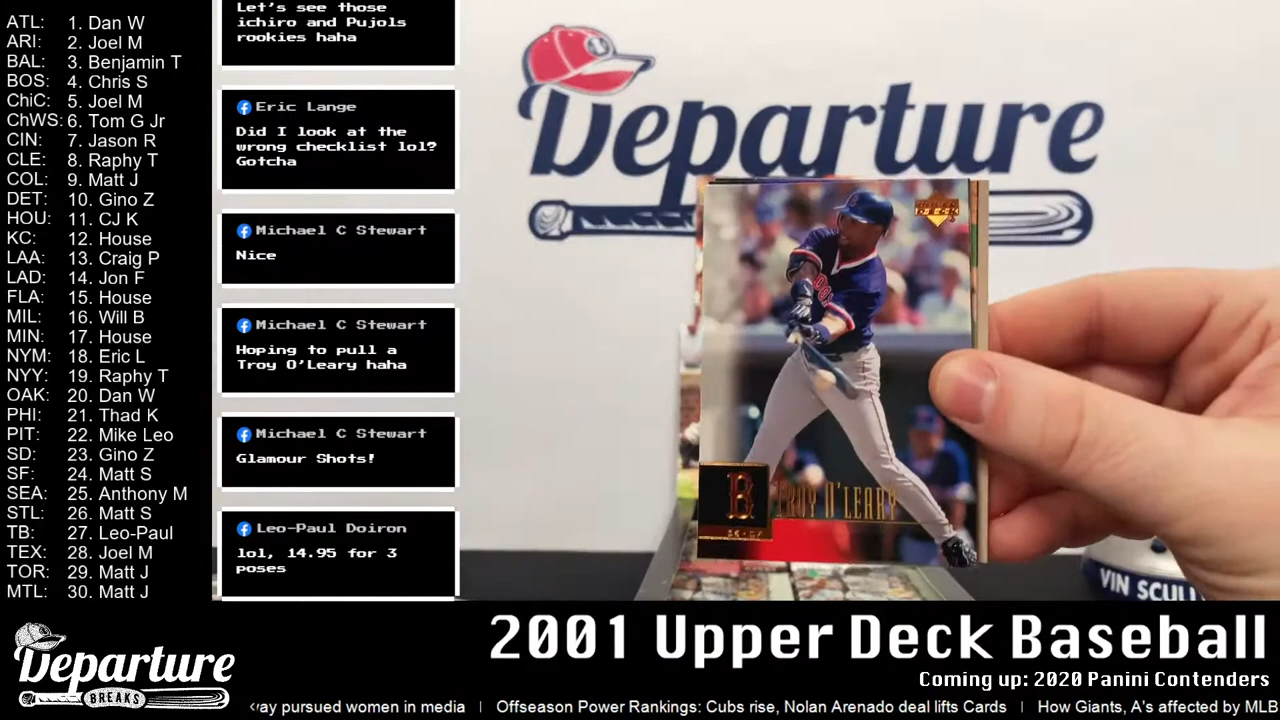 ATL: 1. Dan W
ARI: 2. Joel M
BAL: 3. Benjamin T
BOS: 4. Chris S
ChiC: 5. Joel M
ChWS: 6. Tom G Jr
CIN: 7. Jason R
CLE: 8. Raphy T
COL: 9. Matt J
DET: 10. Gino Z
HOU: 11. CJ K
KC: 12. House
LAA: 13. Craig P
LAD: 14. Jon F
FLA: 15. House
MIL: 16. Will B
MIN: 17. House
NYM: 18. Eric L
NYY: 19. Raphy T
OAK: 20. Dan W
PHI: 21. Thad K
PIT: 22. Mike Leo
SD: 23. Gino Z
SF: 24. Matt S
SEA: 25. Anthony M
STL: 26. Matt S
TB: 27. Leo-Paul
TEX: 28. Joel M
TOR: 29. Matt J
MTL: 30. Matt J
Let's see those
ichiro and Pujols
rookies haha
Eric Lange
Did I look at the
wrong checklist lol?
Gotcha
Michael C Stewart
Nice
Michael C Stewart
Hoping to pull a
Troy O'Leary haha
Michael C Stewart
Glamour Shots!
Leo-Paul Doiron
lol, 14.95 for 3
poses
Departure
DECK
B
TROY O'LEARY
VIN SCULL
Departure
BREAKS
2001 Upper Deck Baseball
Coming up: 2020 Panini Contenders
way pursued women in media | Offseason Power Rankings: Cubs rise, Nolan Arenado deal lifts Cards | How Giants, A's affected by MLB